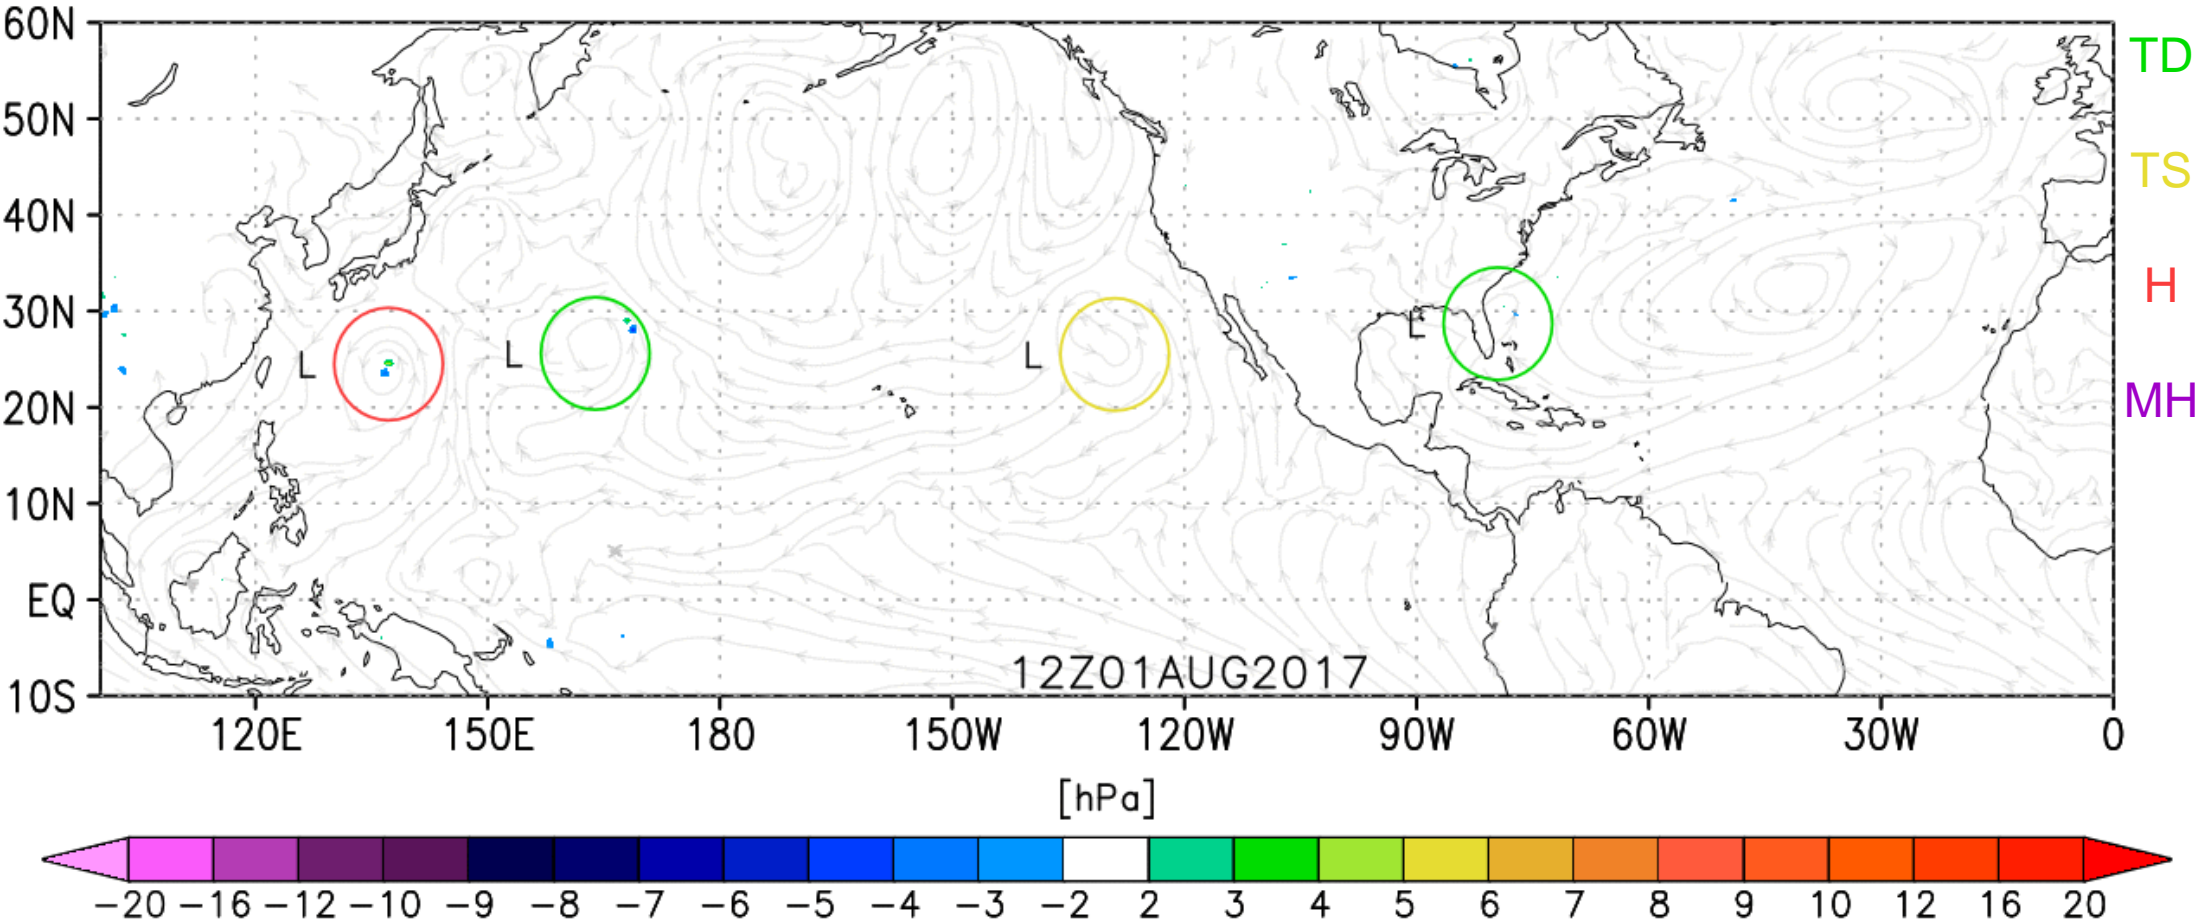 60N
50N
40N
30N
20N
10N
EQ
10S
TD
TS
H
MH
L
L
L
L
12Z01AUG2017
120E 150E 180 150W 120W 90W 60W 30W 0
[hPa]
−20 −16 −12 −10 −9 −8 −7 −6 −5 −4 −3 −2 2 3 4 5 6 7 8 9 10 12 16 20